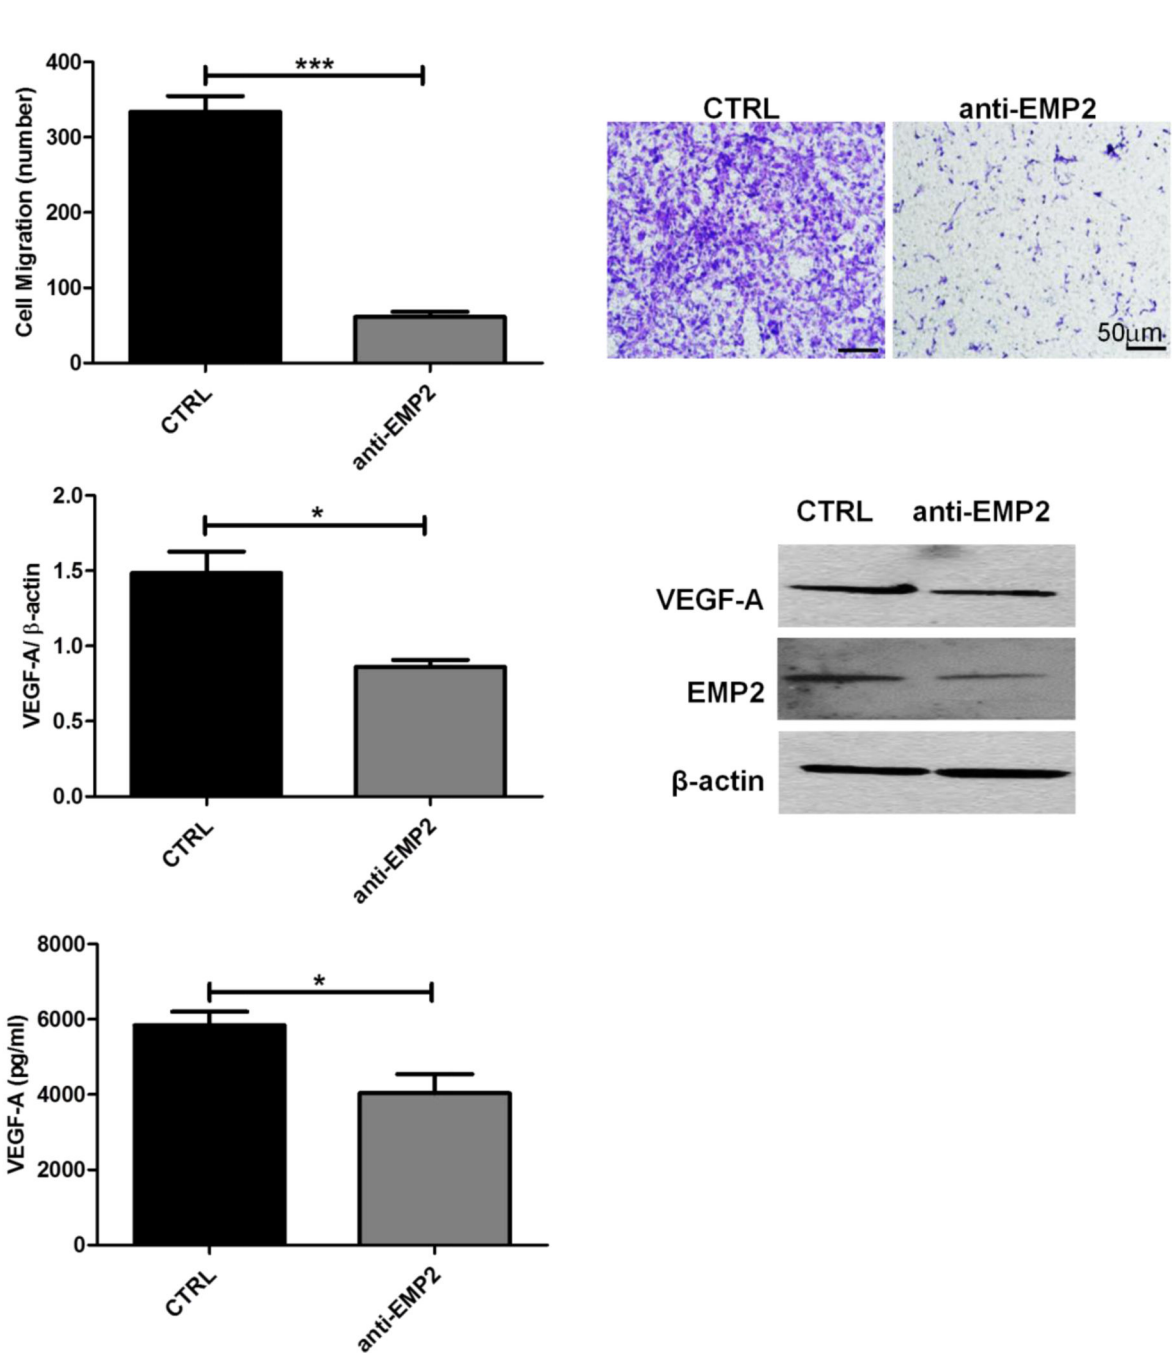 400
300
200
100
0
Cell Migration (number)
***
CTRL
anti-EMP2
CTRL
anti-EMP2
50µm
2.0
1.5
1.0
0.5
0.0
VEGF-A/ β-actin
*
CTRL
anti-EMP2
CTRL anti-EMP2
VEGF-A
EMP2
β-actin
8000
6000
4000
2000
0
VEGF-A (pg/ml)
*
CTRL
anti-EMP2